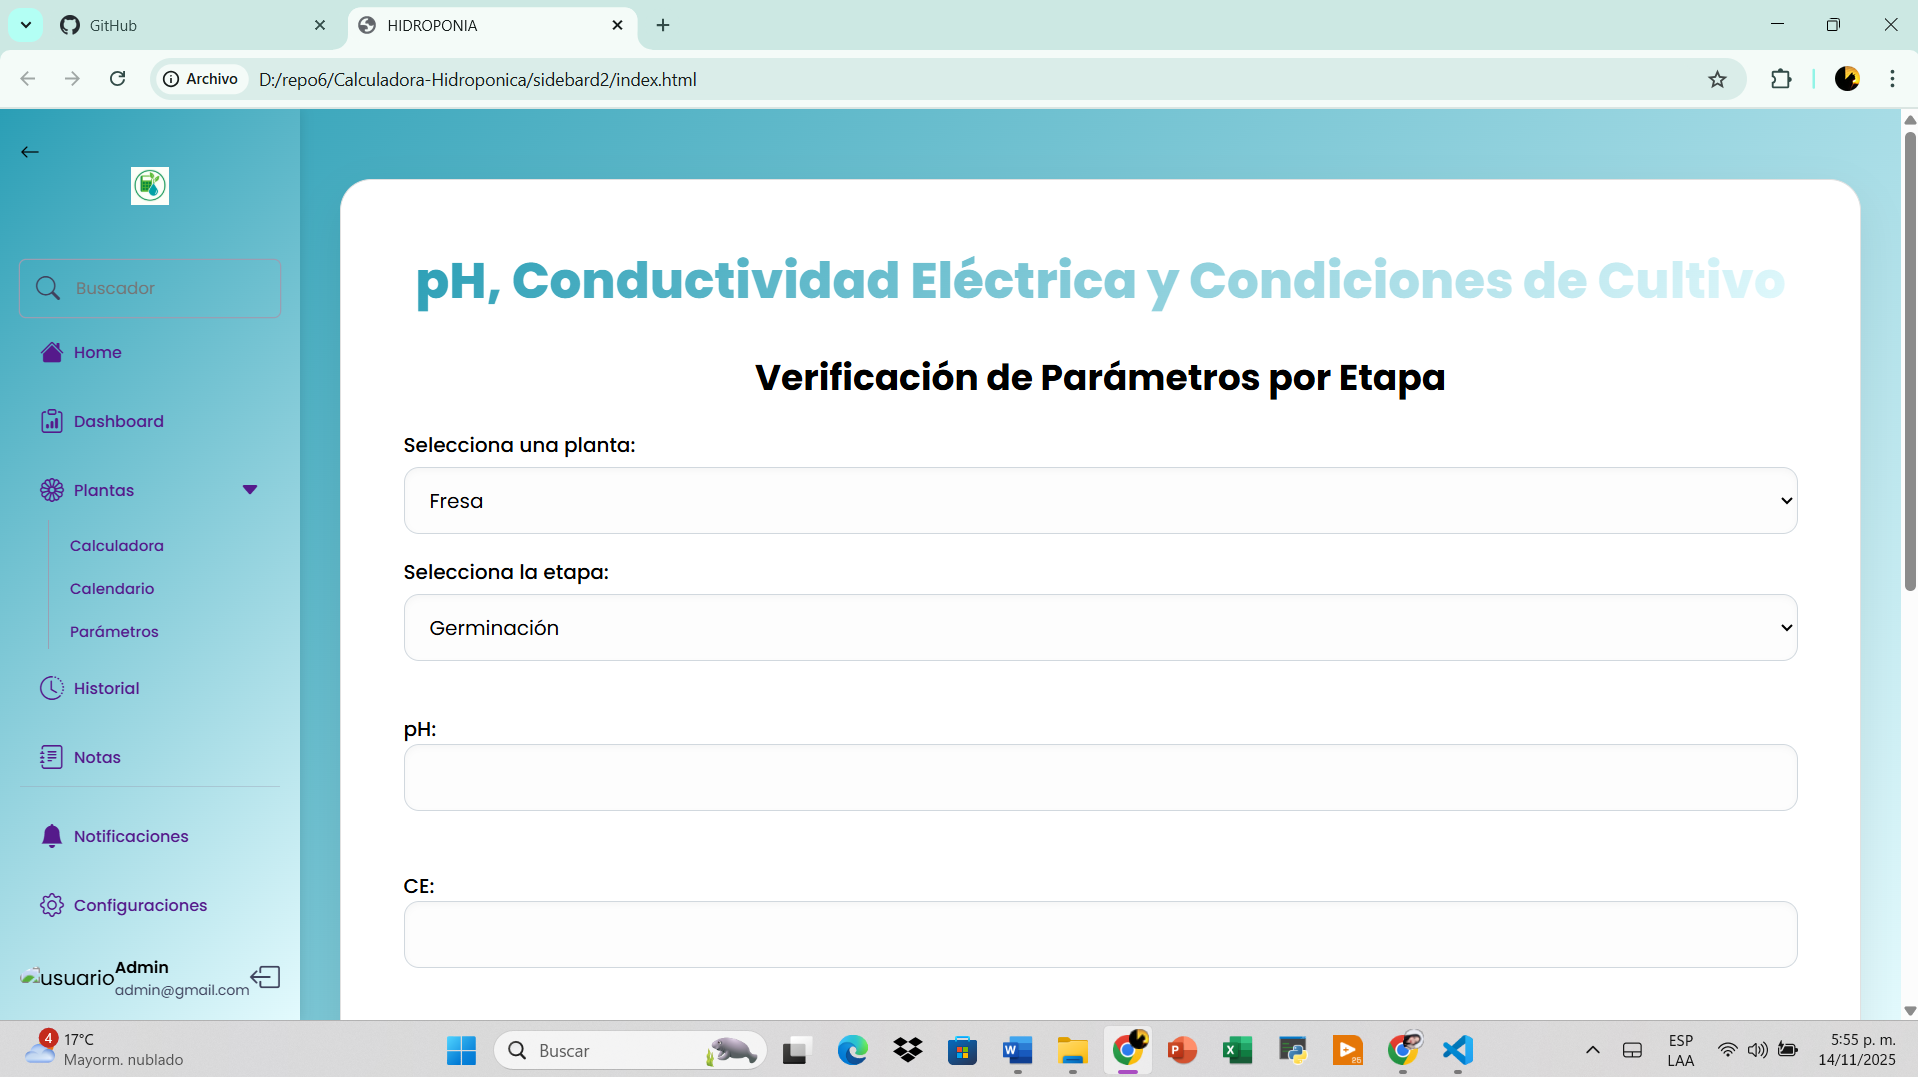 GitHub
HIDROPONIA
Archivo
D:/repo6/Calculadora-Hidroponica/sidebard2/index.html
Buscador
Home
Dashboard
Plantas
Calculadora
Calendario
Parámetros
Historial
Notas
Notificaciones
Configuraciones
usuario
Admin
admin@gmail.com
pH, Conductividad Eléctrica y Condiciones de Cultivo
Verificación de Parámetros por Etapa
Selecciona una planta:
Fresa
Selecciona la etapa:
Germinación
pH:
CE:
4
17°C
Mayorm. nublado
Buscar
ESP
LAA
5:55 p. m.
14/11/2025